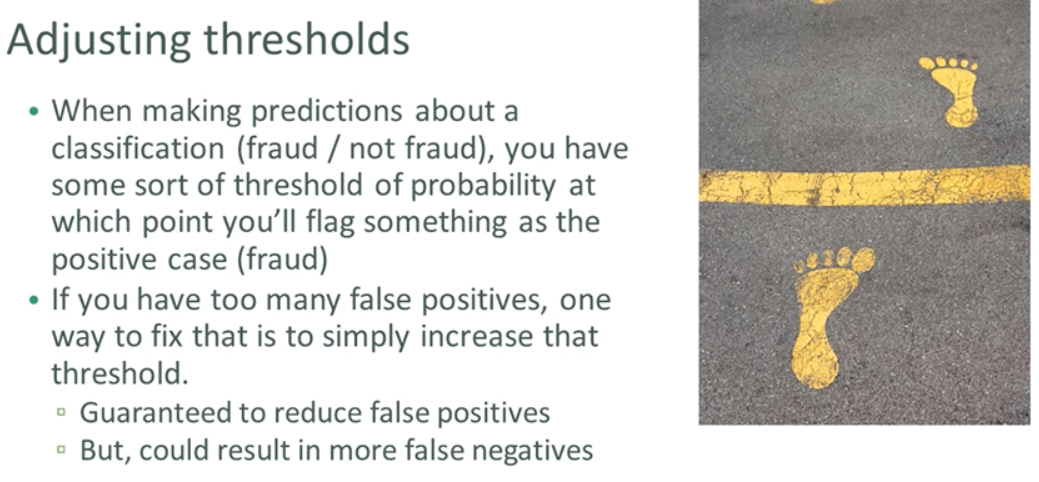 Adjusting thresholds
• When making predictions about a
classification (fraud / not fraud), you have
some sort of threshold of probability at
which point you’ll flag something as the
positive case (fraud)
• If you have too many false positives, one
way to fix that is to simply increase that
threshold.
▫ Guaranteed to reduce false positives
▫ But, could result in more false negatives